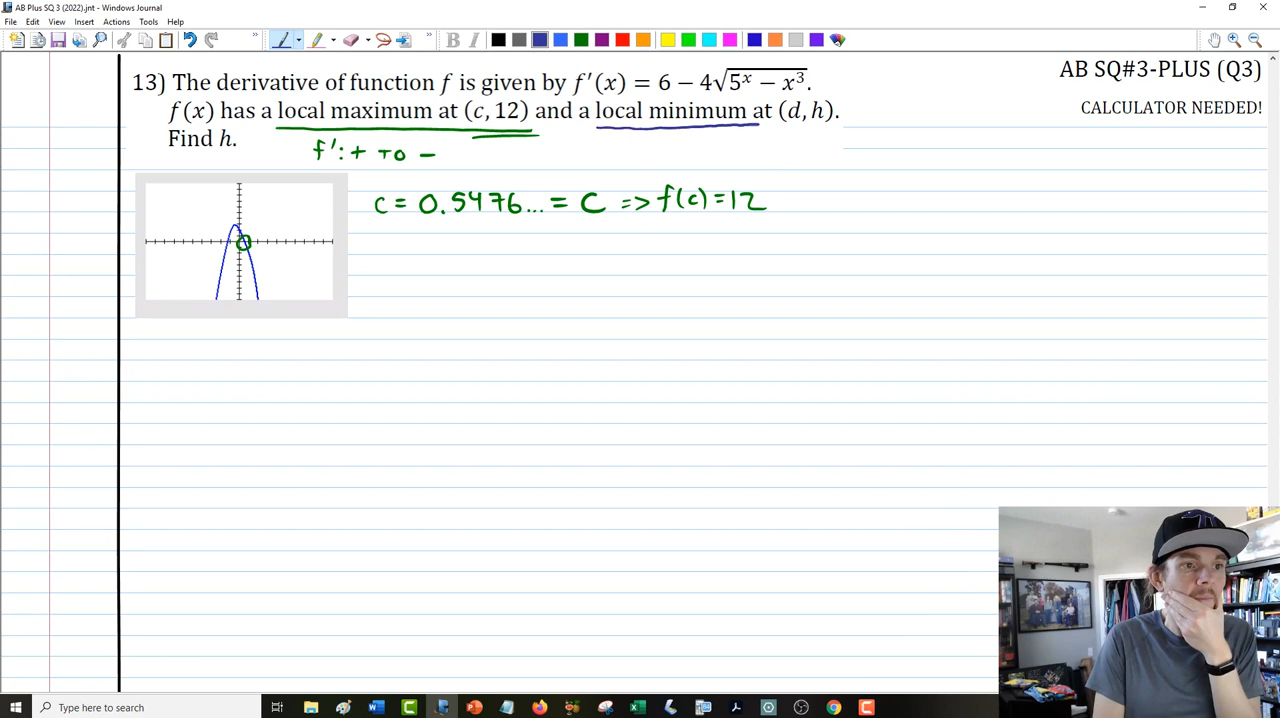 AB Plus SQ 3 (2022).jnt - Windows Journal
File Edit View Insert Actions Tools Help
13) The derivative of function f is given by f′(x) = 6 − 4√(5ˣ − x³).
f(x) has a local maximum at (c, 12) and a local minimum at (d, h).
Find h.
AB SQ#3-PLUS (Q3)
CALCULATOR NEEDED!
f′: + TO −
c = 0.5476... = C => f(c) = 12
Type here to search